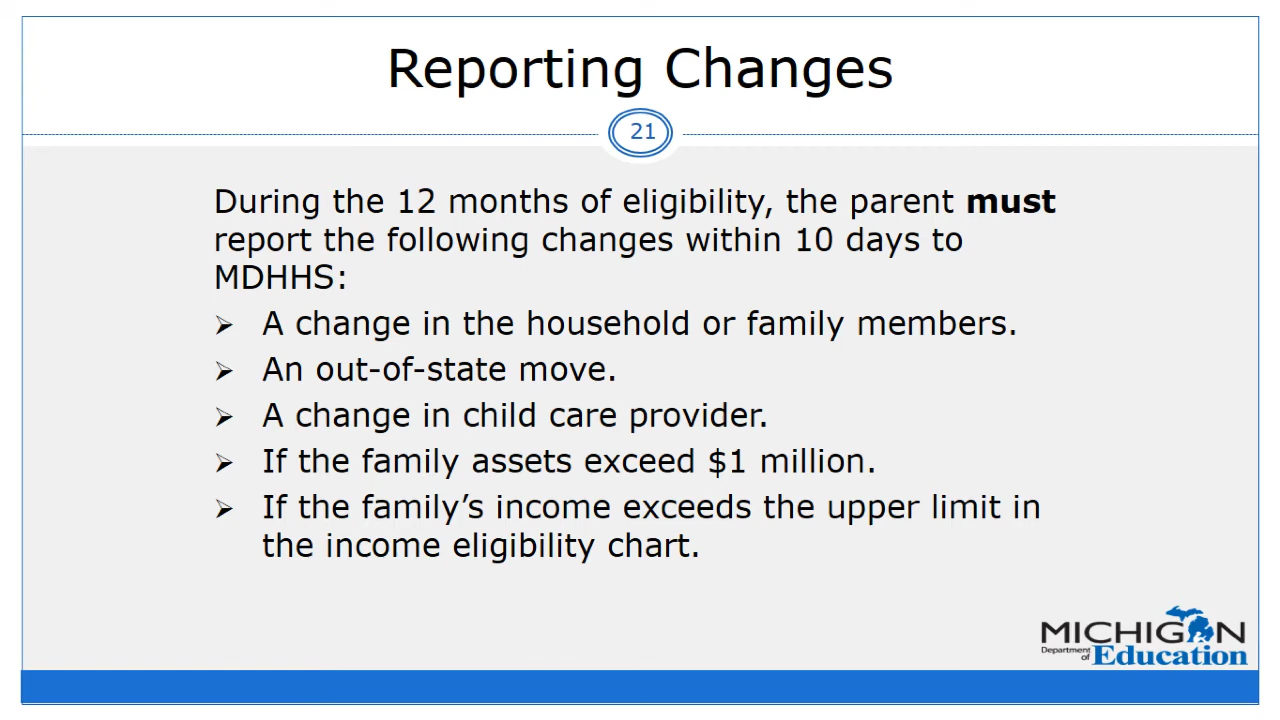 Reporting Changes
21
During the 12 months of eligibility, the parent must
report the following changes within 10 days to
MDHHS:
➢ A change in the household or family members.
➢ An out-of-state move.
➢ A change in child care provider.
➢ If the family assets exceed $1 million.
➢ If the family’s income exceeds the upper limit in
the income eligibility chart.
MICHIGAN
Department
of Education